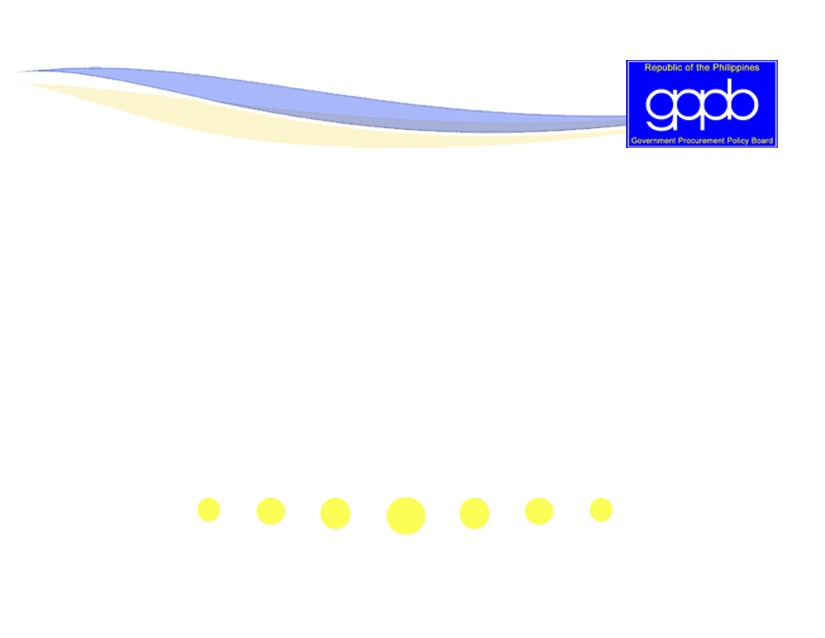 Republic of the Philippines
gppb
Government Procurement Policy Board